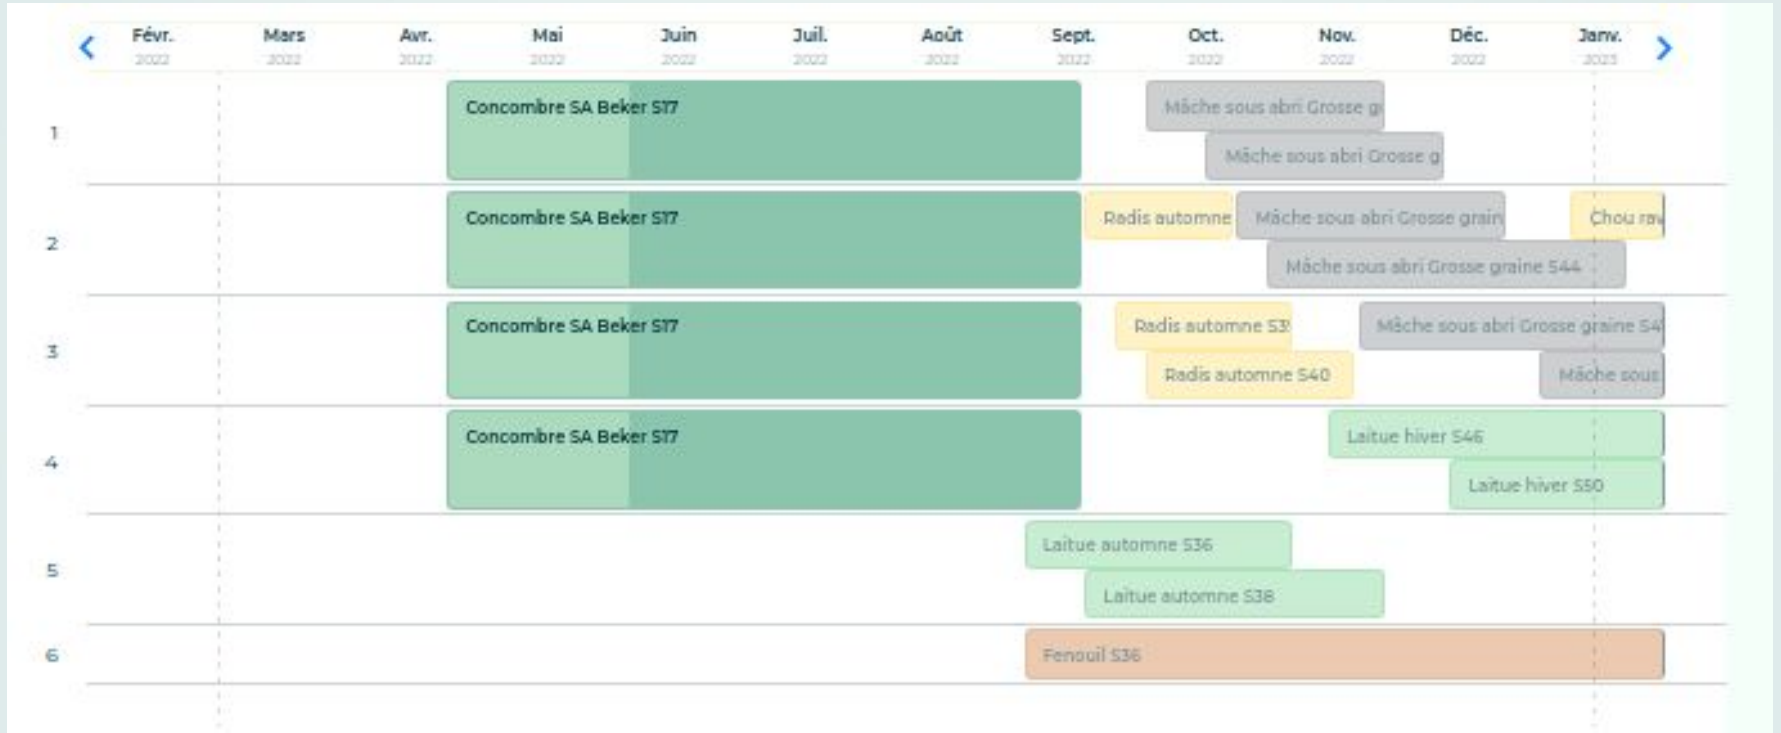 Févr. Mars Avr. Mai Juin Juil. Août Sept. Oct. Nov. Déc. Janv.
2022 2022 2022 2022 2022 2022 2022 2022 2022 2022 2022 2023
1
Concombre SA Beker S17 Mâche sous abri Grosse g
Mâche sous abri Grosse g
2
Concombre SA Beker S17 Radis automne Mâche sous abri Grosse grain Chou rav
Mâche sous abri Grosse graine S44
3
Concombre SA Beker S17 Radis automne S3 Mâche sous abri Grosse graine S4
Radis automne S40 Mâche sous
4
Concombre SA Beker S17 Laitue hiver S46
Laitue hiver S50
5
Laitue automne S36
Laitue automne S38
6
Fenouil S36